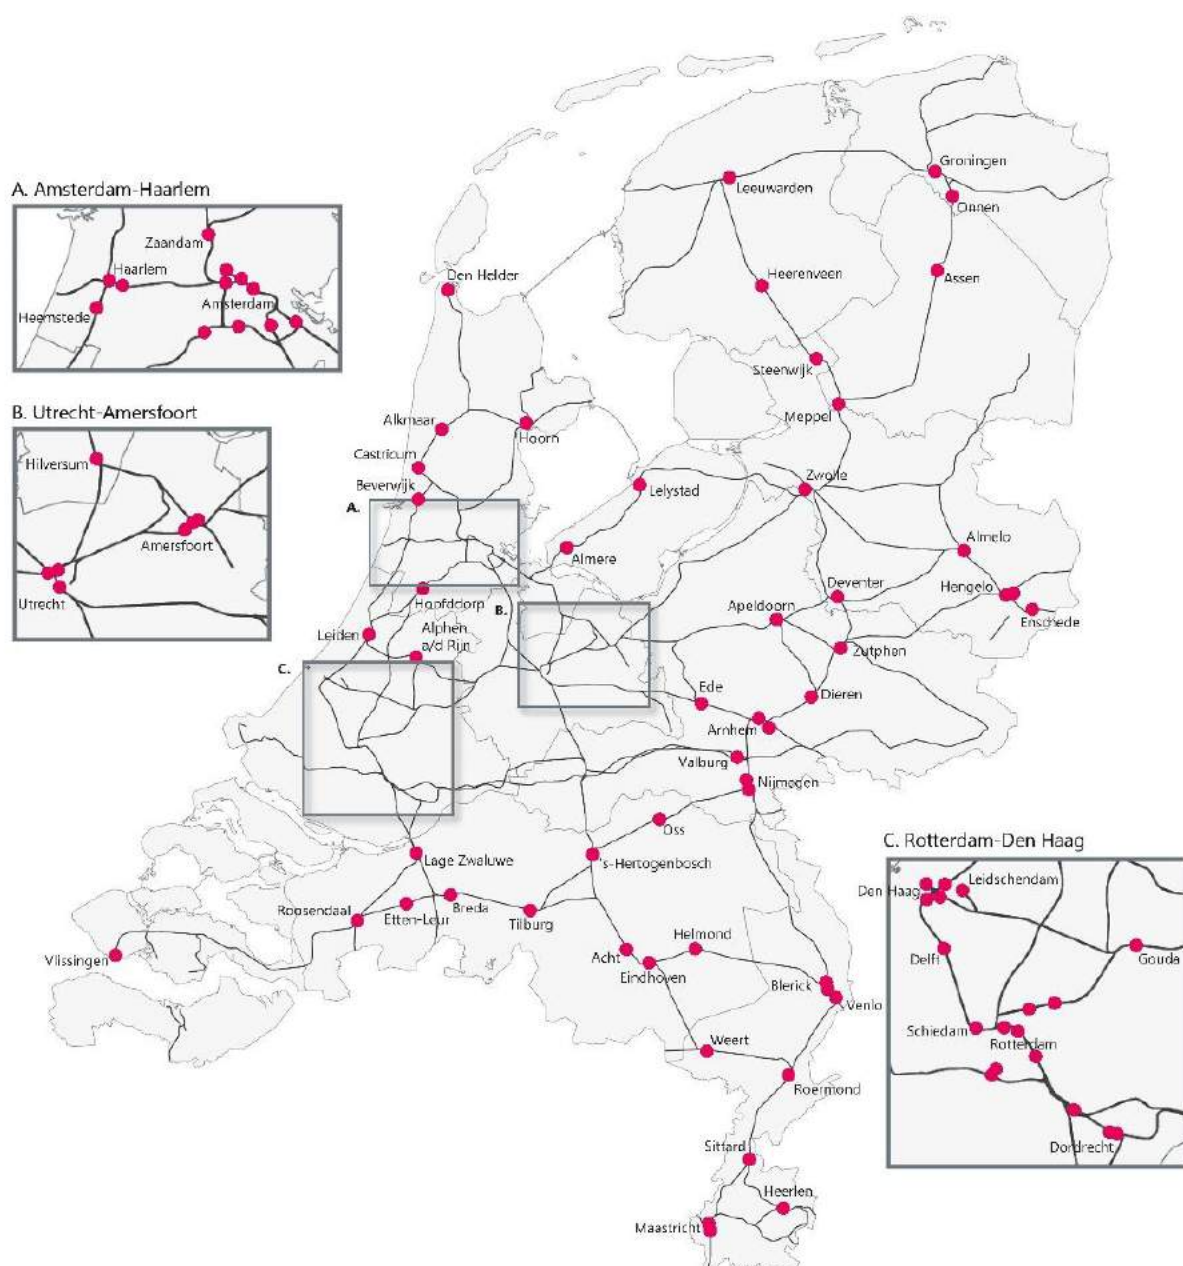 A. Amsterdam-Haarlem
Zaandam
Haarlem
Amsterdam
Heemstede
B. Utrecht-Amersfoort
Hilversum
Amersfoort
Utrecht
Groningen
Leeuwarden
Onnen
Assen
Heerenveen
Den Helder
Steenwijk
Meppel
Alkmaar
Hoorn
Castricum
Zwolle
Beverwijk
Lelystad
A.
Almelo
Almere
Hengelo
Deventer
Hoofddorp
B.
Apeldoorn
Enschede
Leiden
Alphen
a/d Rijn
Zutphen
C.
Ede
Dieren
Arnhem
Valburg
Nijmegen
Oss
Lage Zwaluwe
's-Hertogenbosch
Roosendaal
Etten-Leur
Breda
Tilburg
Helmond
Vlissingen
Acht
Eindhoven
Blerick
Venlo
Weert
Roermond
Sittard
Heerlen
Maastricht
C. Rotterdam-Den Haag
Den Haag
Leidschendam
Delft
Gouda
Schiedam
Rotterdam
Dordrecht